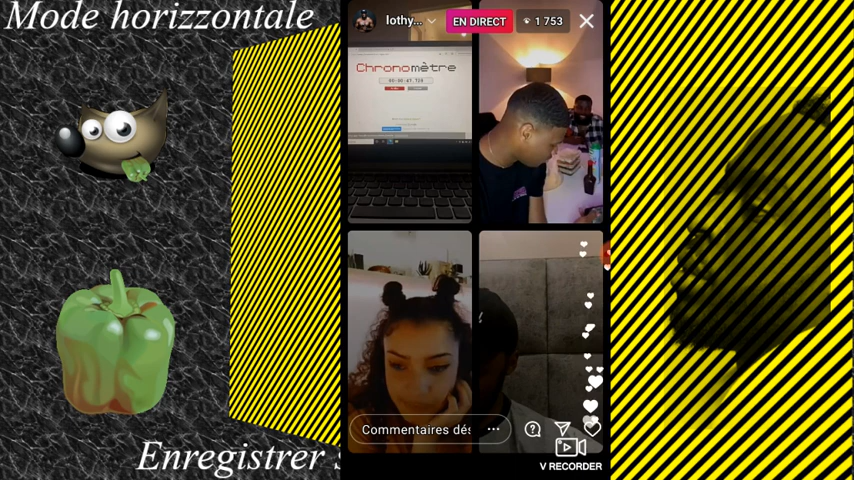 Mode horizzontale
lothy...
EN DIRECT
1 753
Chronomètre
Commentaires dés
...
V RECORDER
Enregistrer s